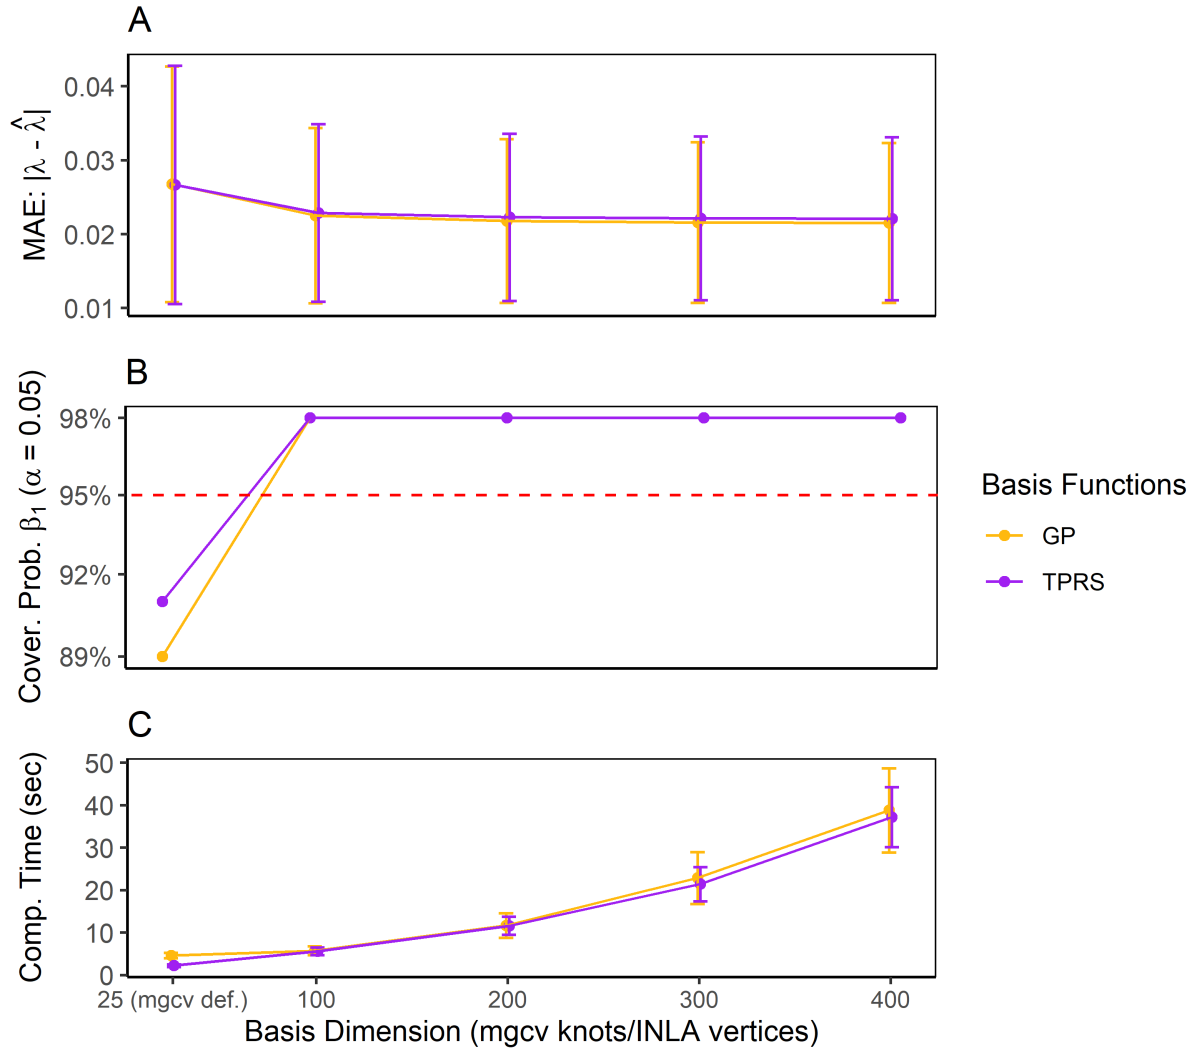 A
MAE: |λ - λ̂|
0.04
0.03
0.02
0.01
B
Cover. Prob. β₁ (α = 0.05)
98%
95%
92%
89%
Basis Functions
GP
TPRS
C
Comp. Time (sec)
50
40
30
20
10
0
25 (mgcv def.) 100 200 300 400
Basis Dimension (mgcv knots/INLA vertices)